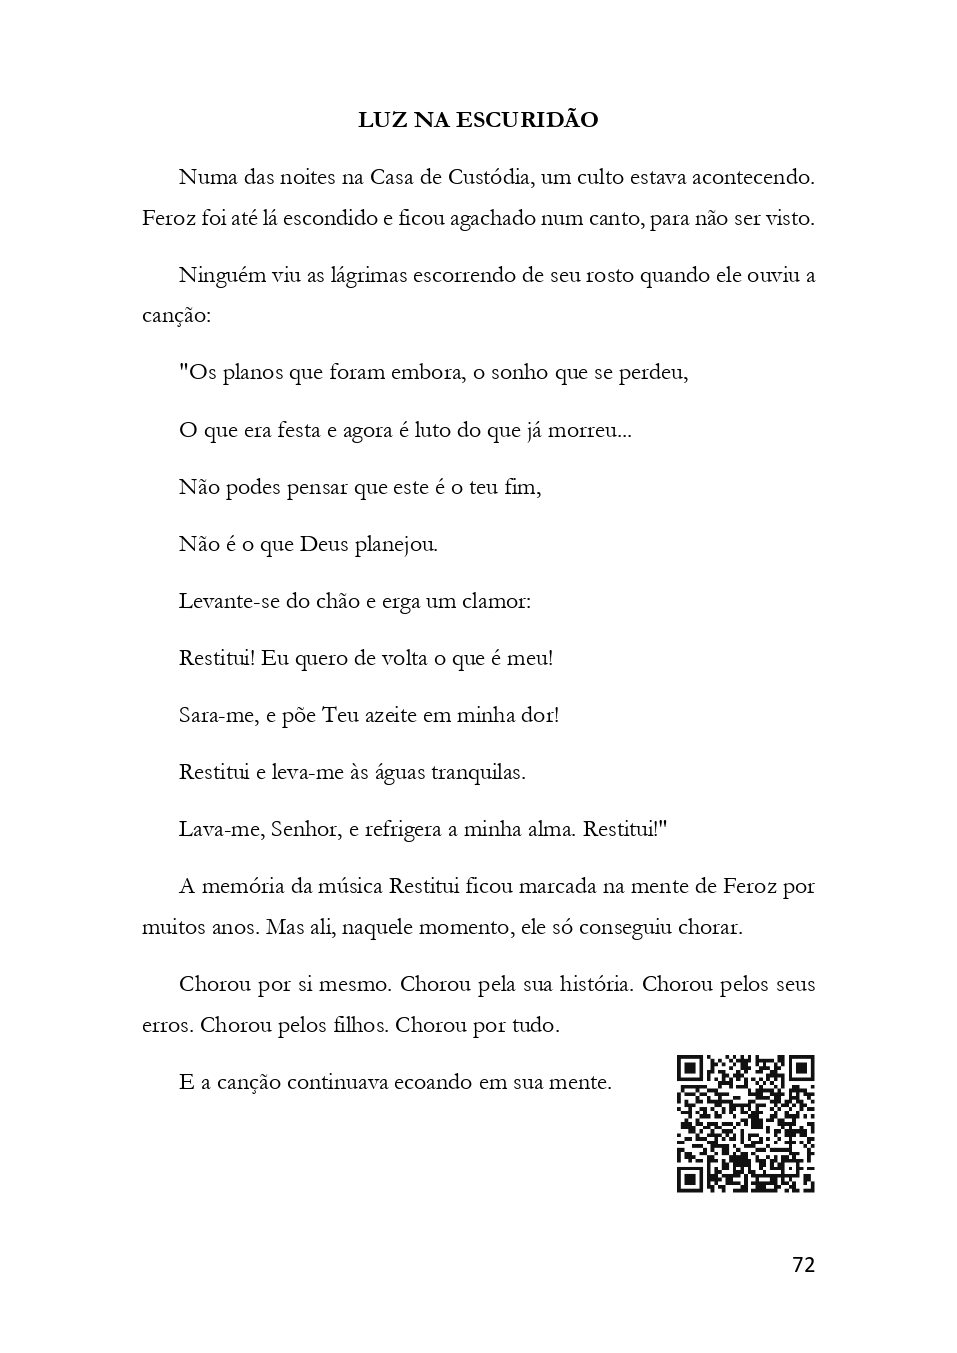 LUZ NA ESCURIDÃO
Numa das noites na Casa de Custódia, um culto estava acontecendo.
Feroz foi até lá escondido e ficou agachado num canto, para não ser visto.
Ninguém viu as lágrimas escorrendo de seu rosto quando ele ouviu a
canção:
"Os planos que foram embora, o sonho que se perdeu,
O que era festa e agora é luto do que já morreu...
Não podes pensar que este é o teu fim,
Não é o que Deus planejou.
Levante-se do chão e erga um clamor:
Restitui! Eu quero de volta o que é meu!
Sara-me, e põe Teu azeite em minha dor!
Restitui e leva-me às águas tranquilas.
Lava-me, Senhor, e refrigera a minha alma. Restitui!"
A memória da música Restitui ficou marcada na mente de Feroz por
muitos anos. Mas ali, naquele momento, ele só conseguiu chorar.
Chorou por si mesmo. Chorou pela sua história. Chorou pelos seus
erros. Chorou pelos filhos. Chorou por tudo.
E a canção continuava ecoando em sua mente.
72